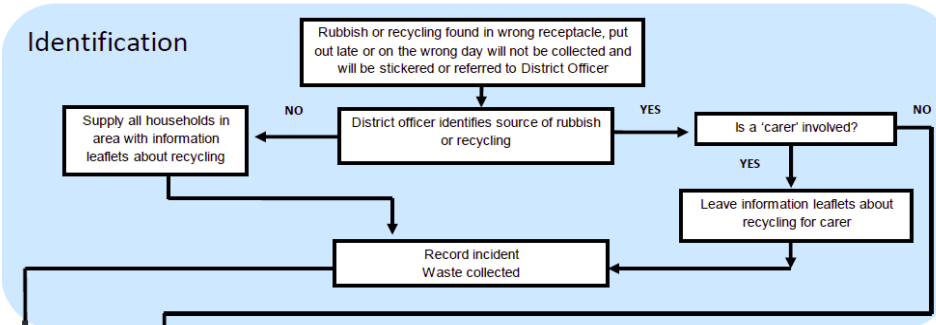 Identification
Rubbish or recycling found in wrong receptacle, put
out late or on the wrong day will not be collected and
will be stickered or referred to District Officer
NO
YES
NO
Supply all households in
area with information
leaflets about recycling
District officer identifies source of rubbish
or recycling
Is a ‘carer’ involved?
YES
Leave information leaflets about
recycling for carer
Record incident
Waste collected